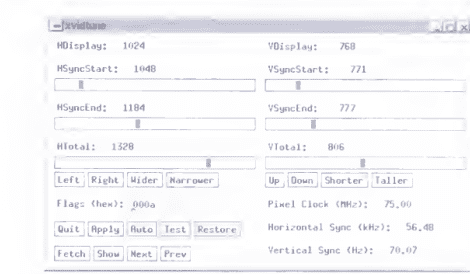 xvidtune
HDisplay: 1024 VDisplay: 768
HSyncStart: 1048 VSyncStart: 771
HSyncEnd: 1184 VSyncEnd: 777
HTotal: 1328 VTotal: 806
Left Right Wider Narrower Up Down Shorter Taller
Flags (hex): 000a Pixel Clock (MHz): 75.00
Quit Apply Auto Test Restore Horizontal Sync (kHz): 56.48
Fetch Show Next Prev Vertical Sync (Hz): 70.07